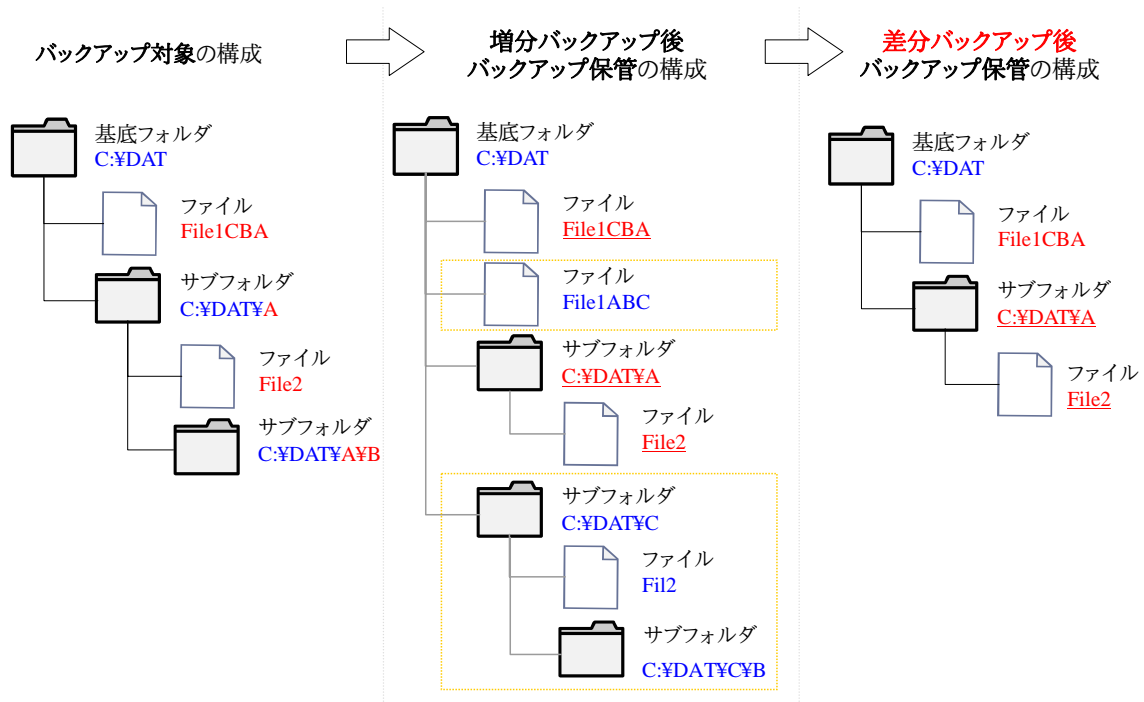 バックアップ対象の構成
基底フォルダ
C:¥DAT
ファイル
File1CBA
サブフォルダ
C:¥DAT¥A
ファイル
File2
サブフォルダ
C:¥DAT¥A¥B
増分バックアップ後
バックアップ保管の構成
基底フォルダ
C:¥DAT
ファイル
File1CBA
ファイル
File1ABC
サブフォルダ
C:¥DAT¥A
ファイル
File2
サブフォルダ
C:¥DAT¥C
ファイル
Fil2
サブフォルダ
C:¥DAT¥C¥B
差分バックアップ後
バックアップ保管の構成
基底フォルダ
C:¥DAT
ファイル
File1CBA
サブフォルダ
C:¥DAT¥A
ファイル
File2